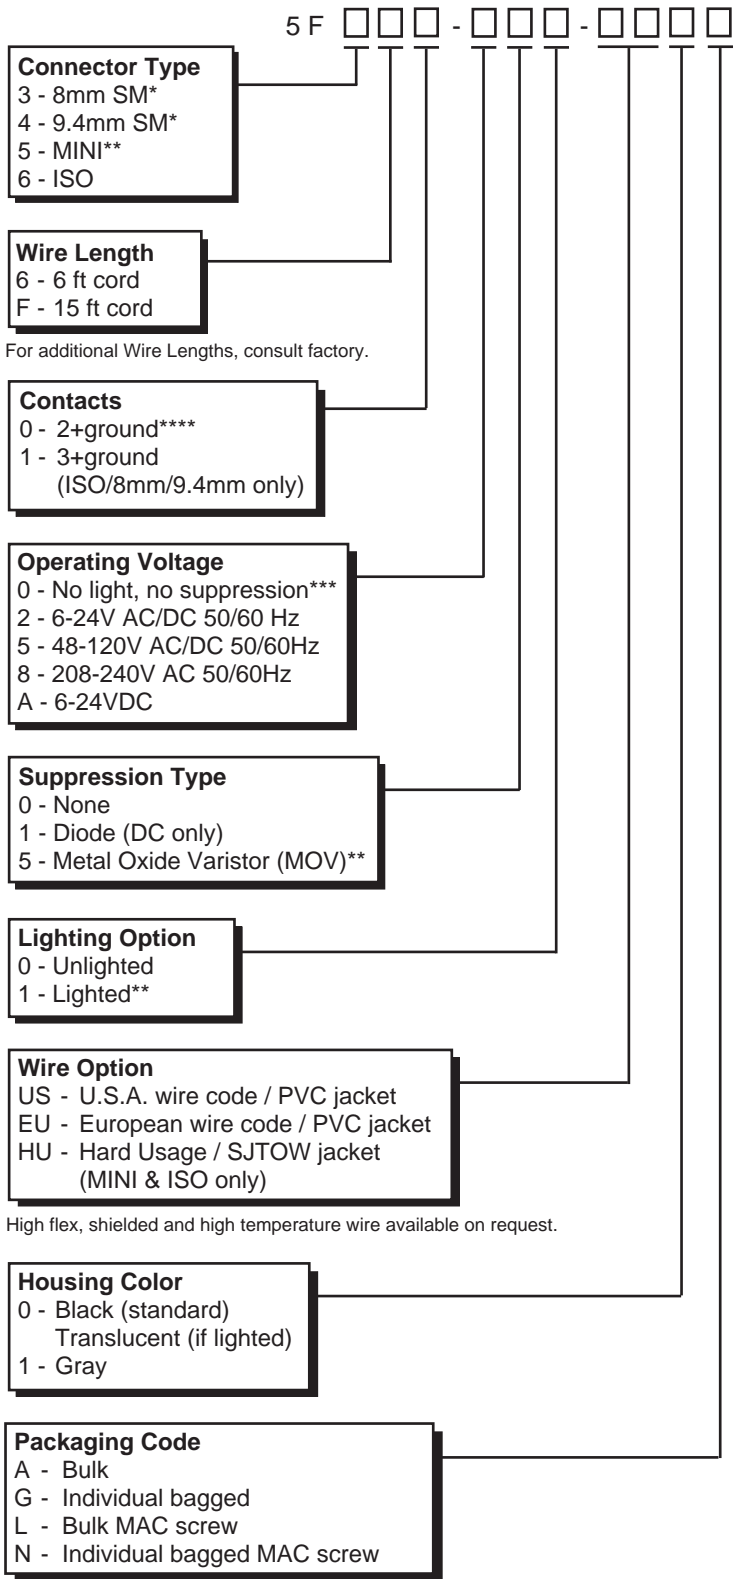 5 F □□□ - □□□ - □□□□
Connector Type
3 - 8mm SM*
4 - 9.4mm SM*
5 - MINI**
6 - ISO
Wire Length
6 - 6 ft cord
F - 15 ft cord
For additional Wire Lengths, consult factory.
Contacts
0 - 2+ground****
1 - 3+ground
(ISO/8mm/9.4mm only)
Operating Voltage
0 - No light, no suppression***
2 - 6-24V AC/DC 50/60 Hz
5 - 48-120V AC/DC 50/60Hz
8 - 208-240V AC 50/60Hz
A - 6-24VDC
Suppression Type
0 - None
1 - Diode (DC only)
5 - Metal Oxide Varistor (MOV)**
Lighting Option
0 - Unlighted
1 - Lighted**
Wire Option
US - U.S.A. wire code / PVC jacket
EU - European wire code / PVC jacket
HU - Hard Usage / SJTOW jacket
(MINI & ISO only)
High flex, shielded and high temperature wire available on request.
Housing Color
0 - Black (standard)
Translucent (if lighted)
1 - Gray
Packaging Code
A - Bulk
G - Individual bagged
L - Bulk MAC screw
N - Individual bagged MAC screw